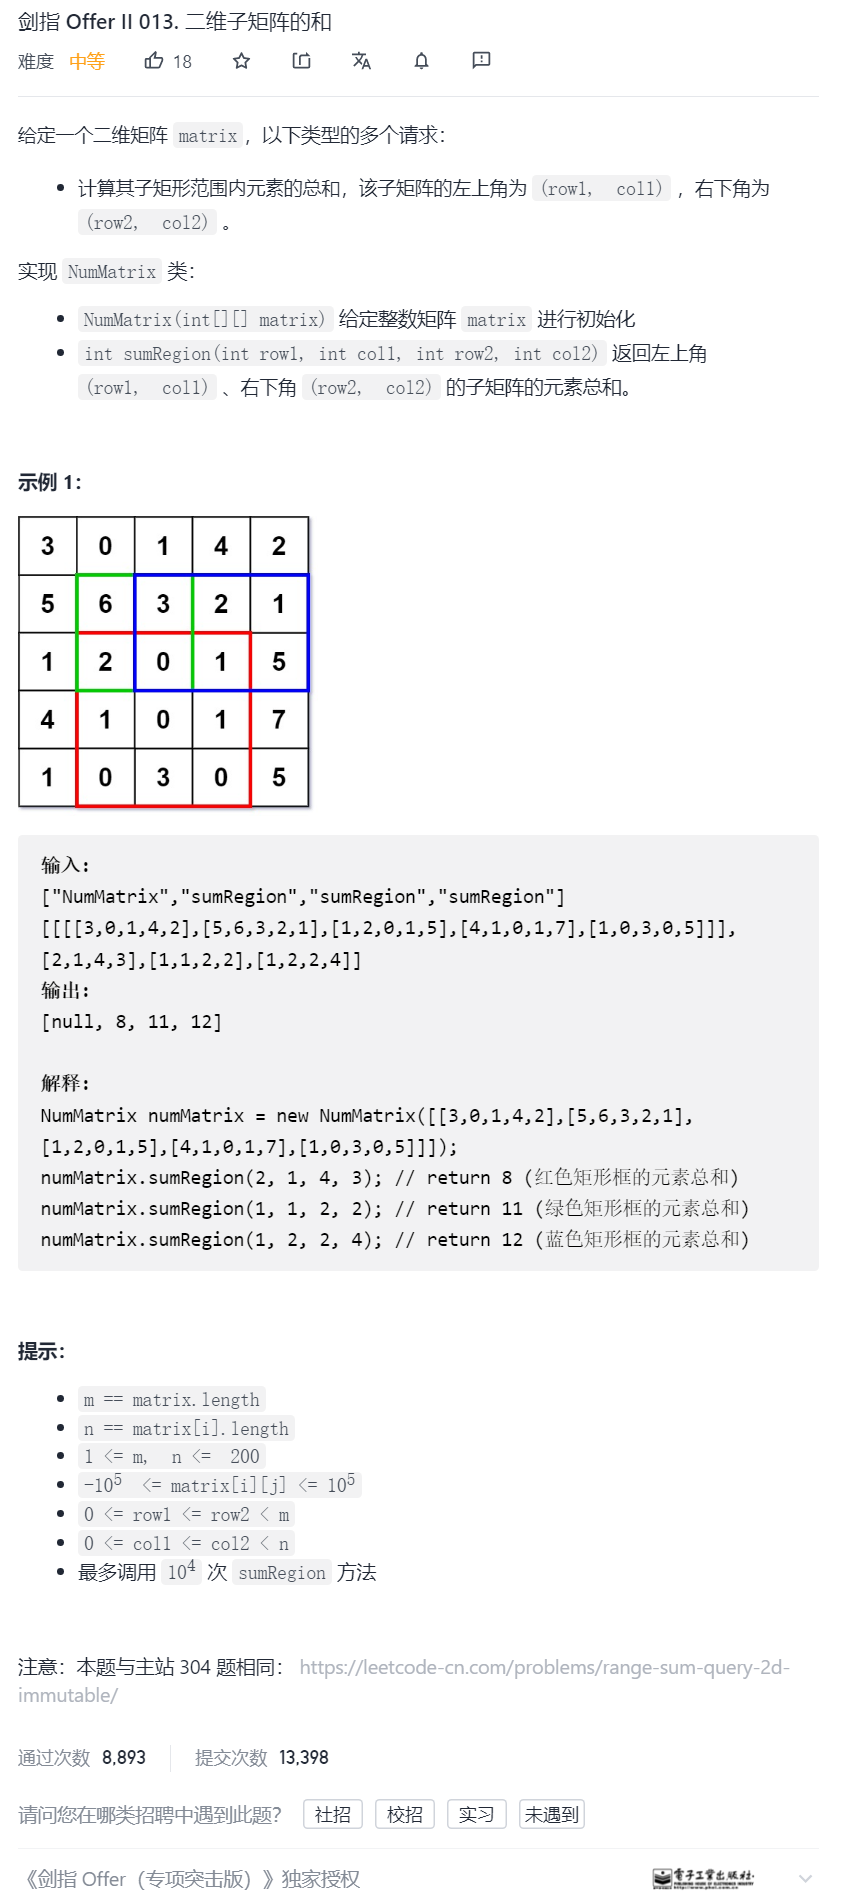 剑指 Offer II 013. 二维子矩阵的和
难度 中等 18
给定一个二维矩阵 matrix，以下类型的多个请求：
计算其子矩形范围内元素的总和，该子矩阵的左上角为 (row1, col1) ，右下角为
(row2, col2) 。
实现 NumMatrix 类：
NumMatrix(int[][] matrix) 给定整数矩阵 matrix 进行初始化
int sumRegion(int row1, int col1, int row2, int col2) 返回左上角
(row1, col1) 、右下角 (row2, col2) 的子矩阵的元素总和。
示例 1：
3 0 1 4 2
5 6 3 2 1
1 2 0 1 5
4 1 0 1 7
1 0 3 0 5
输入:
["NumMatrix","sumRegion","sumRegion","sumRegion"]
[[[[3,0,1,4,2],[5,6,3,2,1],[1,2,0,1,5],[4,1,0,1,7],[1,0,3,0,5]]],
[2,1,4,3],[1,1,2,2],[1,2,2,4]]
输出:
[null, 8, 11, 12]
解释:
NumMatrix numMatrix = new NumMatrix([[3,0,1,4,2],[5,6,3,2,1],
[1,2,0,1,5],[4,1,0,1,7],[1,0,3,0,5]]]);
numMatrix.sumRegion(2, 1, 4, 3); // return 8 (红色矩形框的元素总和)
numMatrix.sumRegion(1, 1, 2, 2); // return 11 (绿色矩形框的元素总和)
numMatrix.sumRegion(1, 2, 2, 4); // return 12 (蓝色矩形框的元素总和)
提示：
m == matrix.length
n == matrix[i].length
1 <= m, n <= 200
-10⁵ <= matrix[i][j] <= 10⁵
0 <= row1 <= row2 < m
0 <= col1 <= col2 < n
最多调用 10⁴ 次 sumRegion 方法
注意：本题与主站 304 题相同： https://leetcode-cn.com/problems/range-sum-query-2d-
immutable/
通过次数 8,893 提交次数 13,398
请问您在哪类招聘中遇到此题？ 社招 校招 实习 未遇到
《剑指 Offer（专项突击版）》独家授权 電子工業出版社